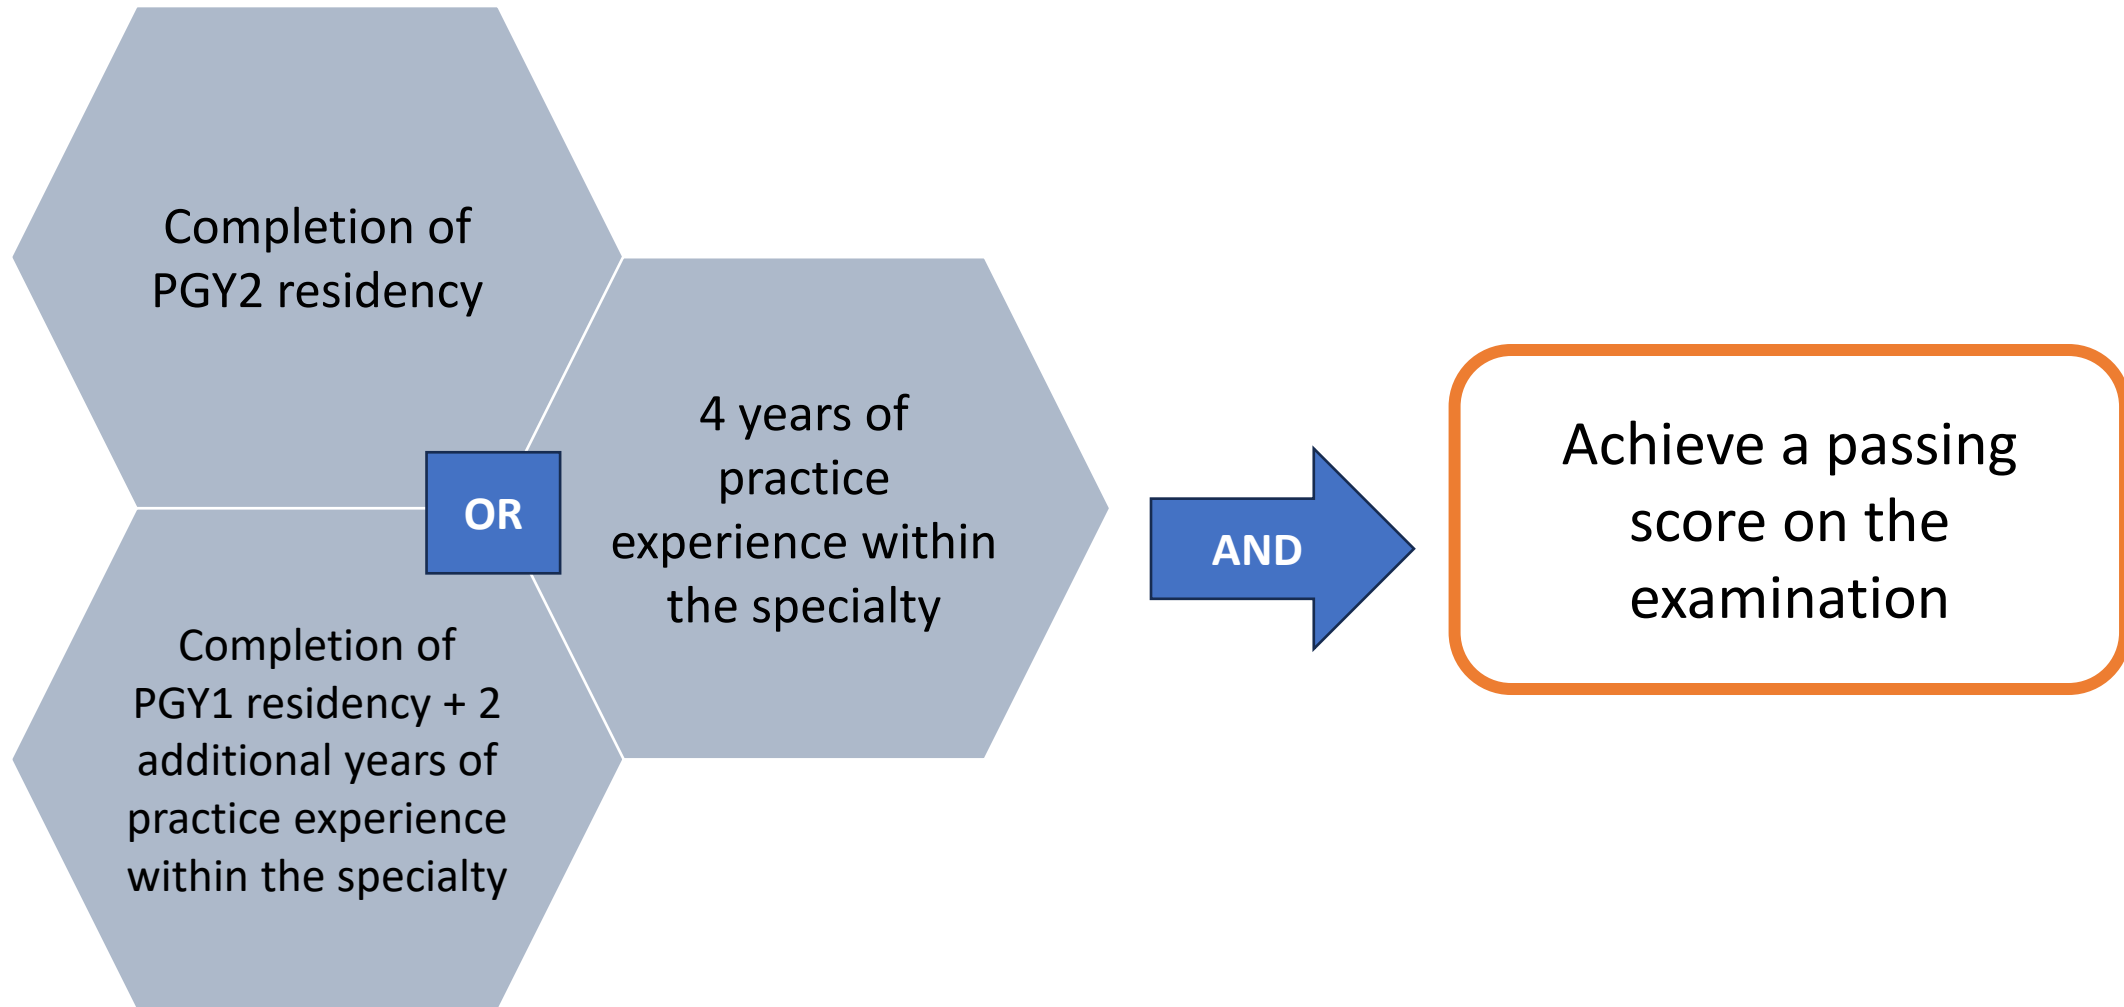 Completion of
PGY2 residency
4 years of
practice
experience within
the specialty
OR
Completion of
PGY1 residency + 2
additional years of
practice experience
within the specialty
AND
Achieve a passing
score on the
examination